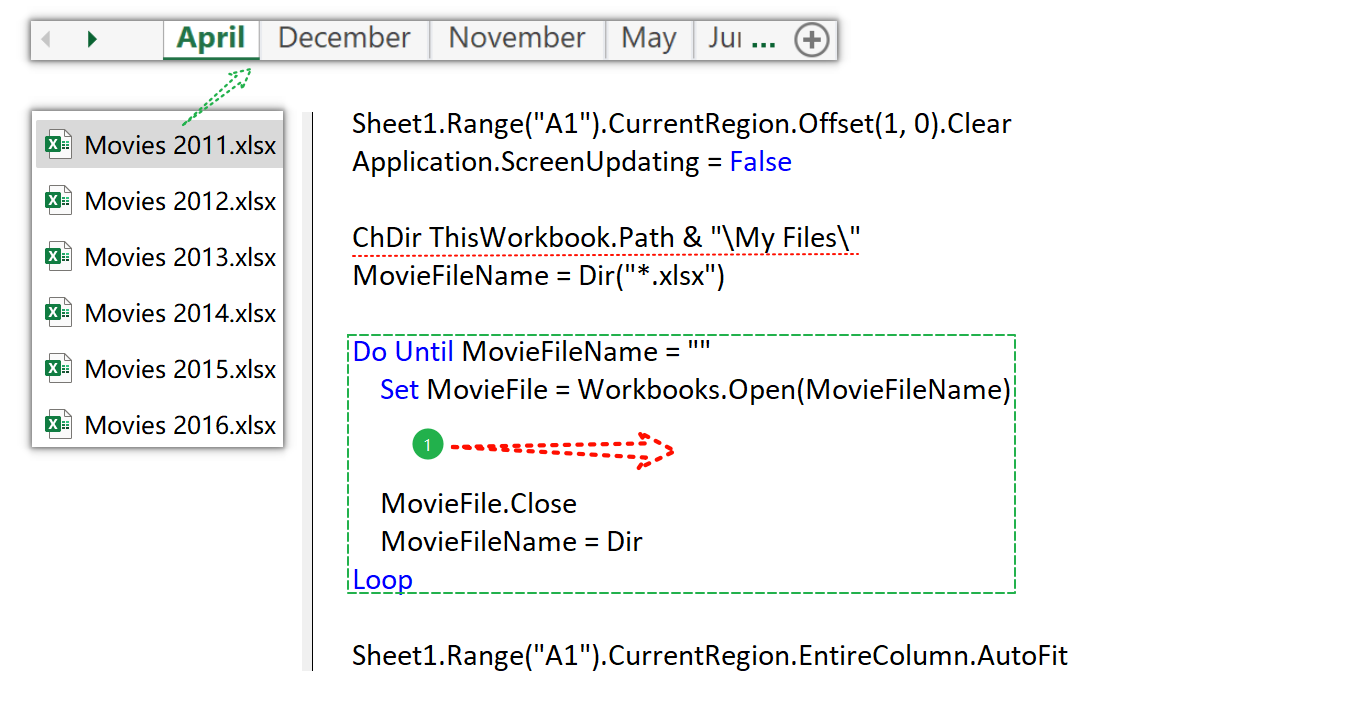 April December November May Jun ...
Movies 2011.xlsx
Movies 2012.xlsx
Movies 2013.xlsx
Movies 2014.xlsx
Movies 2015.xlsx
Movies 2016.xlsx
Sheet1.Range("A1").CurrentRegion.Offset(1, 0).Clear
Application.ScreenUpdating = False
ChDir ThisWorkbook.Path & "\My Files\"
MovieFileName = Dir("*.xlsx")
Do Until MovieFileName = ""
Set MovieFile = Workbooks.Open(MovieFileName)
1
MovieFile.Close
MovieFileName = Dir
Loop
Sheet1.Range("A1").CurrentRegion.EntireColumn.AutoFit